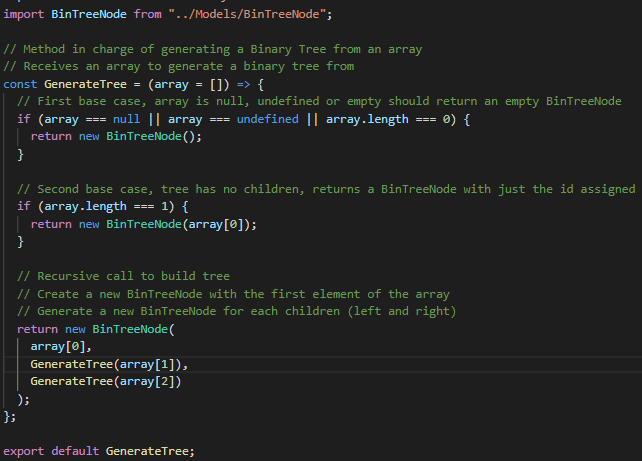 import BinTreeNode from "../Models/BinTreeNode";
// Method in charge of generating a Binary Tree from an array
// Receives an array to generate a binary tree from
const GenerateTree = (array = []) => {
// First base case, array is null, undefined or empty should return an empty BinTreeNode
if (array === null || array === undefined || array.length === 0) {
return new BinTreeNode();
}
// Second base case, tree has no children, returns a BinTreeNode with just the id assigned
if (array.length === 1) {
return new BinTreeNode(array[0]);
}
// Recursive call to build tree
// Create a new BinTreeNode with the first element of the array
// Generate a new BinTreeNode for each children (left and right)
return new BinTreeNode(
array[0],
GenerateTree(array[1]),
GenerateTree(array[2])
);
};
export default GenerateTree;